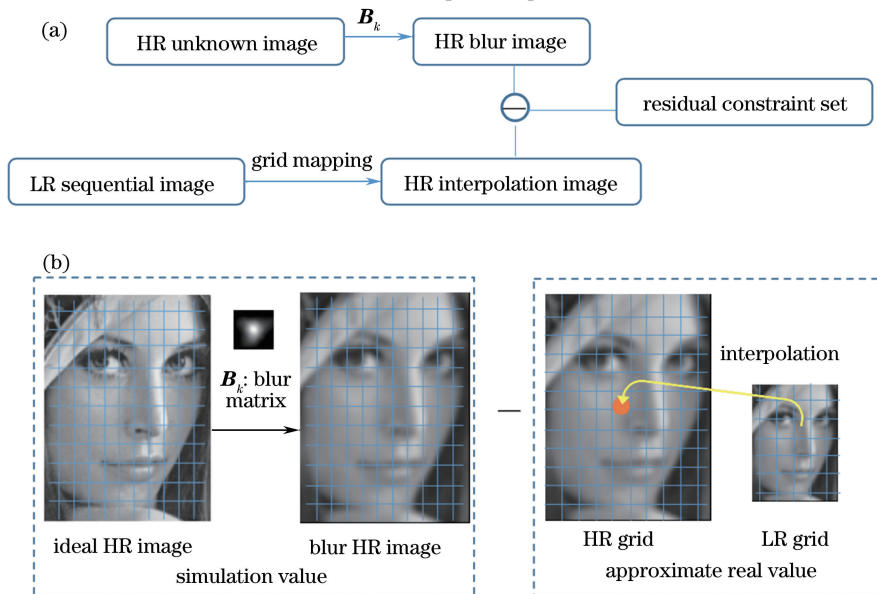 (a)
B_k
HR unknown image
HR blur image
residual constraint set
grid mapping
LR sequential image
HR interpolation image
(b)
B_k: blur
matrix
interpolation
ideal HR image
blur HR image
simulation value
HR grid
LR grid
approximate real value